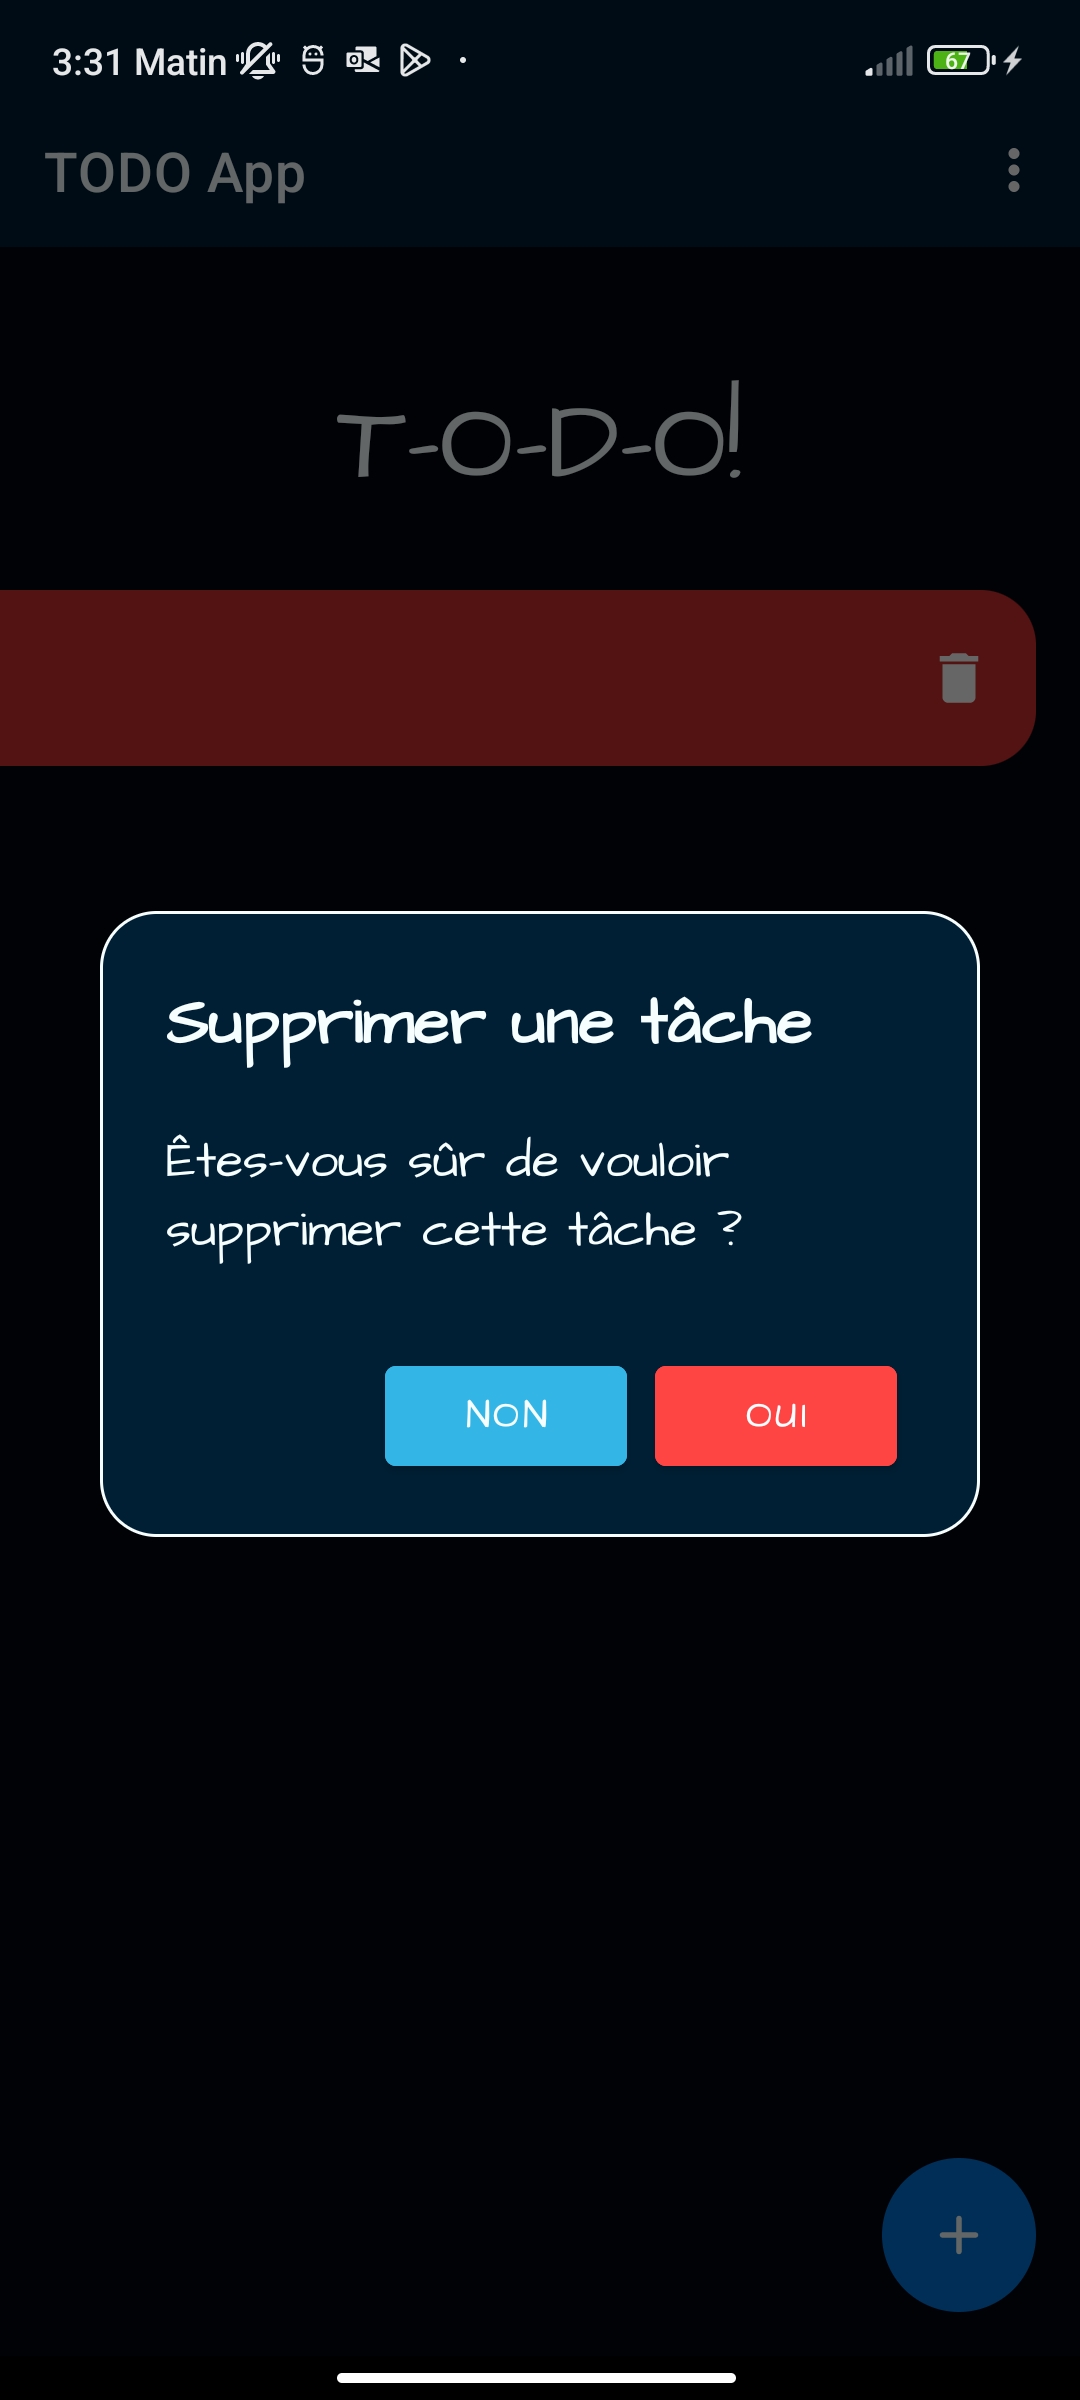 3:31 Matin
67
TODO App
T-O-D-O!
Supprimer une tâche
Êtes-vous sûr de vouloir
supprimer cette tâche ?
NON
OUI